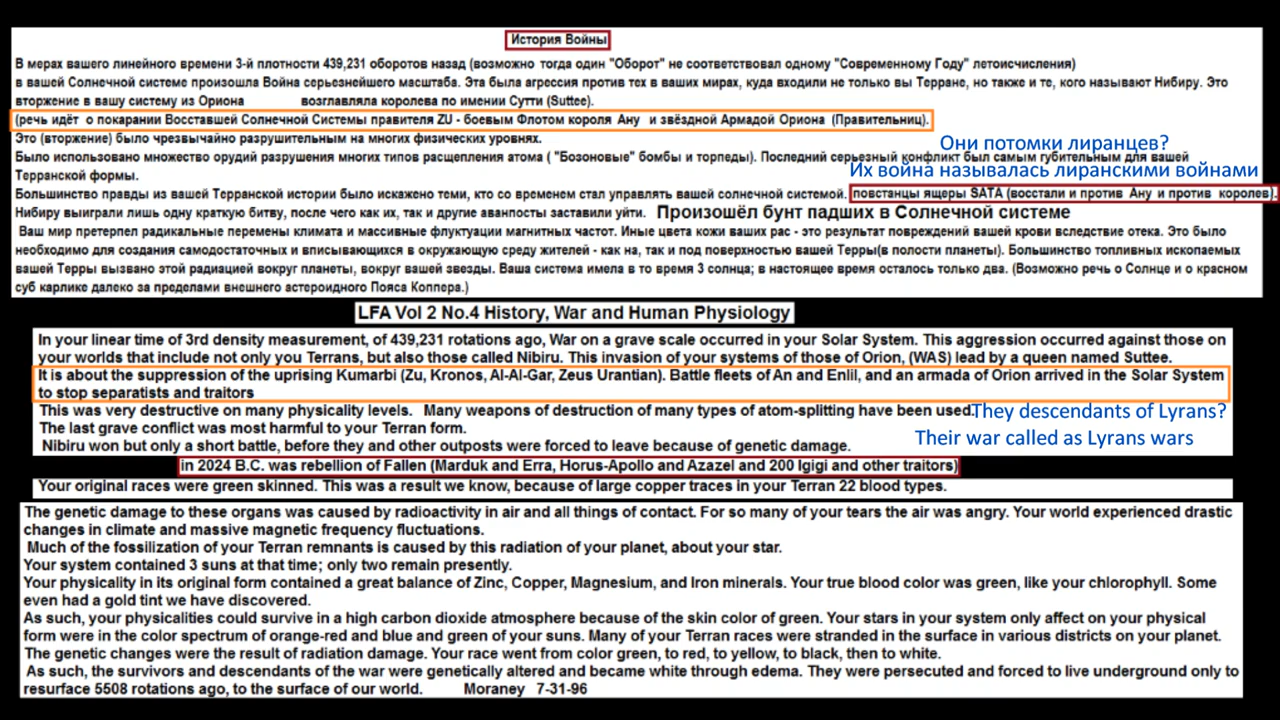 История Войны
В мерах вашего линейного времени 3-й плотности 439,231 оборотов назад (возможно тогда один "Оборот" не соответствовал одному "Современному Году" летоисчисления)
в вашей Солнечной системе произошла Война серьезнейшего масштаба. Эта была агрессия против тех в ваших мирах, куда входили не только вы Терране, но также и те, кого называют Нибиру. Это
вторжение в вашу систему из Ориона возглавляла королева по имении Сутти (Suttee).
(речь идёт о покарании Восставшей Солнечной Системы правителя ZU - боевым Флотом короля Ану и звёздной Армадой Ориона (Правительниц).
Это (вторжение) было чрезвычайно разрушительным на многих физических уровнях.
Они потомки лиранцев?
Было использовано множество орудий разрушения многих типов расщепления атома ( "Бозоновые" бомбы и торпеды). Последний серьезный конфликт был самым губительным для вашей
Терранской формы.
Их война называлась лиранскими войнами
Большинство правды из вашей Терранской истории было искажено теми, кто со временем стал управлять вашей солнечной системой. повстанцы ящеры SATA (восстали и против Ану и против королев).
Нибиру выиграли лишь одну краткую битву, после чего как их, так и другие аванпосты заставили уйти. Произошёл бунт падших в Солнечной системе
Ваш мир претерпел радикальные перемены климата и массивные флуктуации магнитных частот. Иные цвета кожи ваших рас - это результат повреждений вашей крови вследствие отека. Это было
необходимо для создания самодостаточных и вписывающихся в окружающую среду жителей - как на, так и под поверхностью вашей Терры(в полости планеты). Большинство топливных ископаемых
вашей Терры вызвано этой радиацией вокруг планеты, вокруг вашей звезды. Ваша система имела в то время 3 солнца; в настоящее время осталось только два. (Возможно речь о Солнце и о красном
суб карлике далеко за пределами внешнего астероидного Пояса Коппера.)
LFA Vol 2 No.4 History, War and Human Physiology
In your linear time of 3rd density measurement, of 439,231 rotations ago, War on a grave scale occurred in your Solar System. This aggression occurred against those on
your worlds that include not only you Terrans, but also those called Nibiru. This invasion of your systems of those of Orion, (WAS) lead by a queen named Suttee.
It is about the suppression of the uprising Kumarbi (Zu, Kronos, Al-Al-Gar, Zeus Urantian). Battle fleets of An and Enlil, and an armada of Orion arrived in the Solar System
to stop separatists and traitors
This was very destructive on many physicality levels. Many weapons of destruction of many types of atom-splitting have been used.
They descendants of Lyrans?
The last grave conflict was most harmful to your Terran form.
Their war called as Lyrans wars
Nibiru won but only a short battle, before they and other outposts were forced to leave because of genetic damage.
in 2024 B.C. was rebellion of Fallen (Marduk and Erra, Horus-Apollo and Azazel and 200 Igigi and other traitors)
Your original races were green skinned. This was a result we know, because of large copper traces in your Terran 22 blood types.
The genetic damage to these organs was caused by radioactivity in air and all things of contact. For so many of your tears the air was angry. Your world experienced drastic
changes in climate and massive magnetic frequency fluctuations.
Much of the fossilization of your Terran remnants is caused by this radiation of your planet, about your star.
Your system contained 3 suns at that time; only two remain presently.
Your physicality in its original form contained a great balance of Zinc, Copper, Magnesium, and Iron minerals. Your true blood color was green, like your chlorophyll. Some
even had a gold tint we have discovered.
As such, your physicalities could survive in a high carbon dioxide atmosphere because of the skin color of green. Your stars in your system only affect on your physical
form were in the color spectrum of orange-red and blue and green of your suns. Many of your Terran races were stranded in the surface in various districts on your planet.
The genetic changes were the result of radiation damage. Your race went from color green, to red, to yellow, to black, then to white.
As such, the survivors and descendants of the war were genetically altered and became white through edema. They were persecuted and forced to live underground only to
resurface 5508 rotations ago, to the surface of our world. Moraney 7-31-96